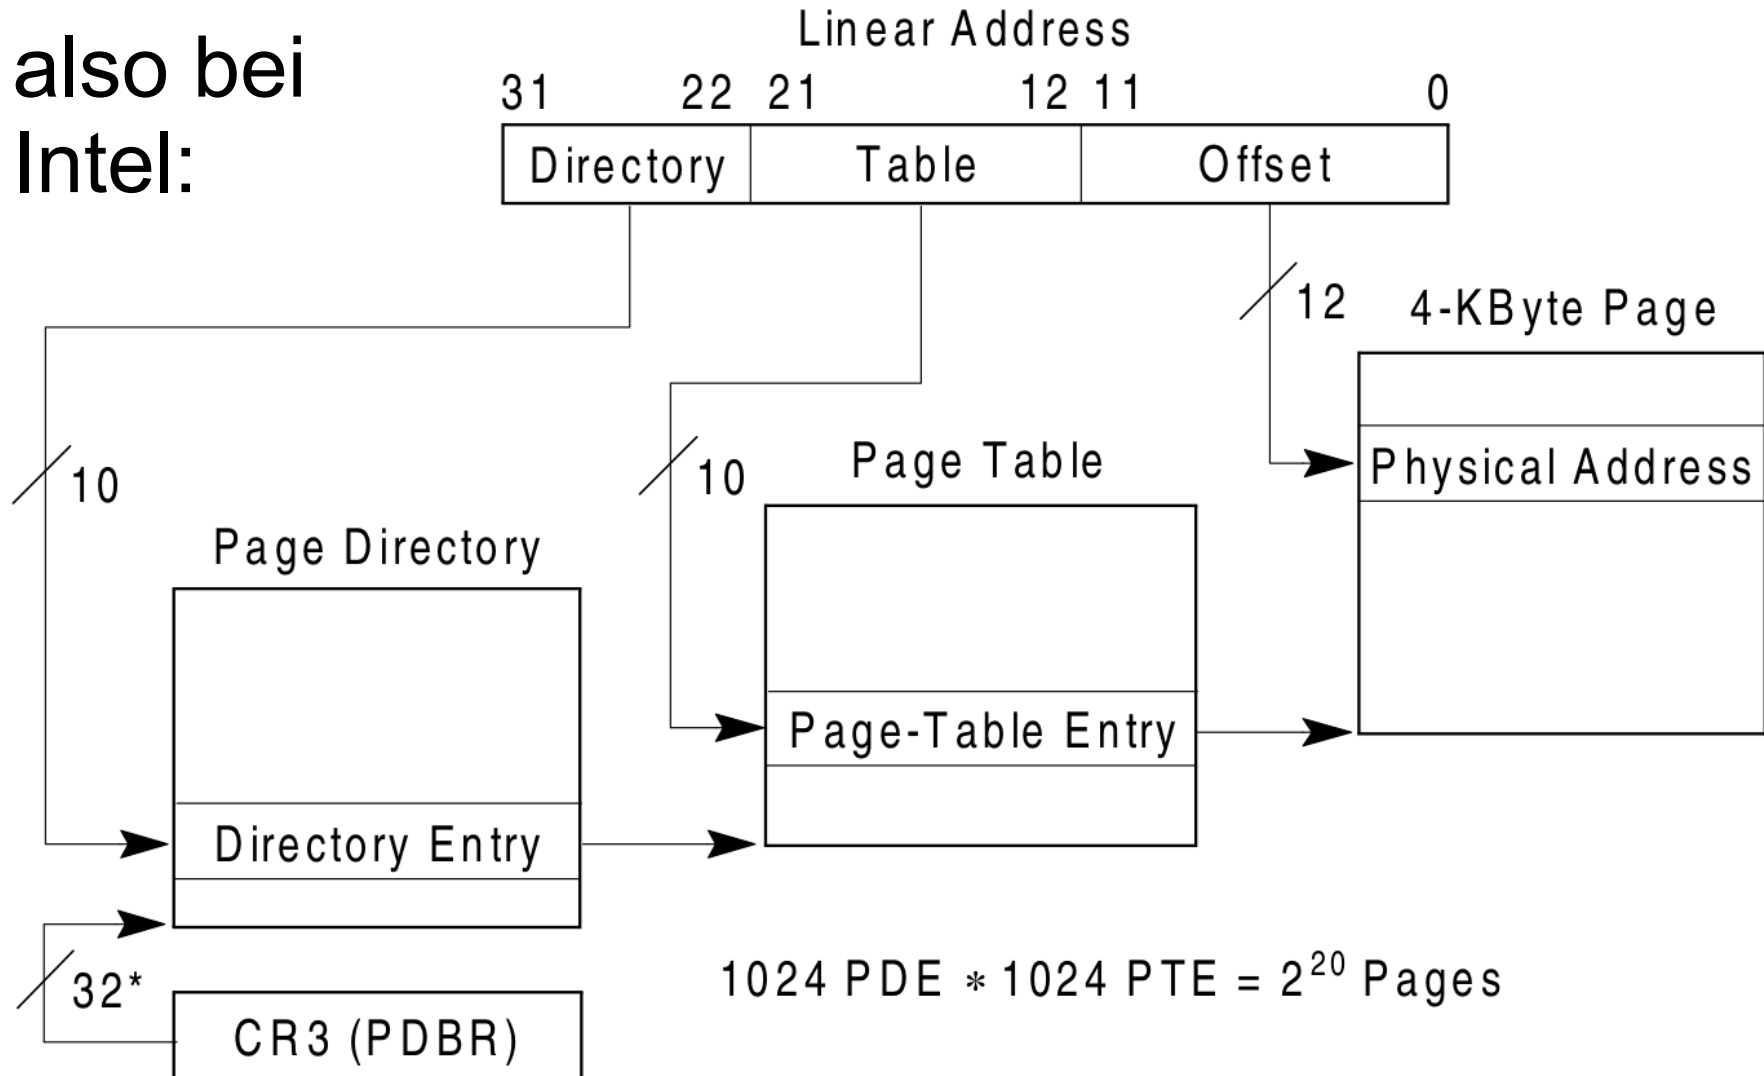 also bei
Intel:
Linear Address
31 22 21 12 11 0
Directory Table Offset
12
4-KByte Page
10
10
Page Table
Physical Address
Page Directory
Page-Table Entry
Directory Entry
32*
1024 PDE * 1024 PTE = 2^20 Pages
CR3 (PDBR)